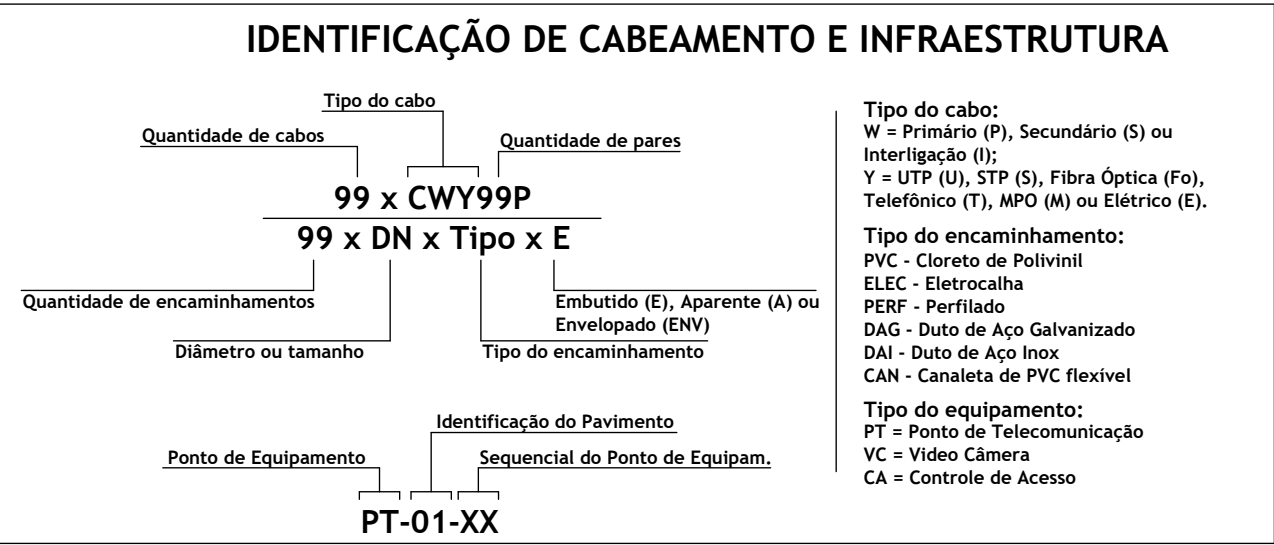 IDENTIFICAÇÃO DE CABEAMENTO E INFRAESTRUTURA
Tipo do cabo
Quantidade de cabos
Quantidade de pares
99 x CWY99P
99 x DN x Tipo x E
Quantidade de encaminhamentos
Embutido (E), Aparente (A) ou
Envelopado (ENV)
Diâmetro ou tamanho
Tipo do encaminhamento
Identificação do Pavimento
Ponto de Equipamento
Sequencial do Ponto de Equipam.
PT-01-XX
Tipo do cabo:
W = Primário (P), Secundário (S) ou
Interligação (I);
Y = UTP (U), STP (S), Fibra Óptica (Fo),
Telefônico (T), MPO (M) ou Elétrico (E).
Tipo do encaminhamento:
PVC - Cloreto de Polivinil
ELEC - Eletrocalha
PERF - Perfilado
DAG - Duto de Aço Galvanizado
DAI - Duto de Aço Inox
CAN - Canaleta de PVC flexível
Tipo do equipamento:
PT = Ponto de Telecomunicação
VC = Video Câmera
CA = Controle de Acesso